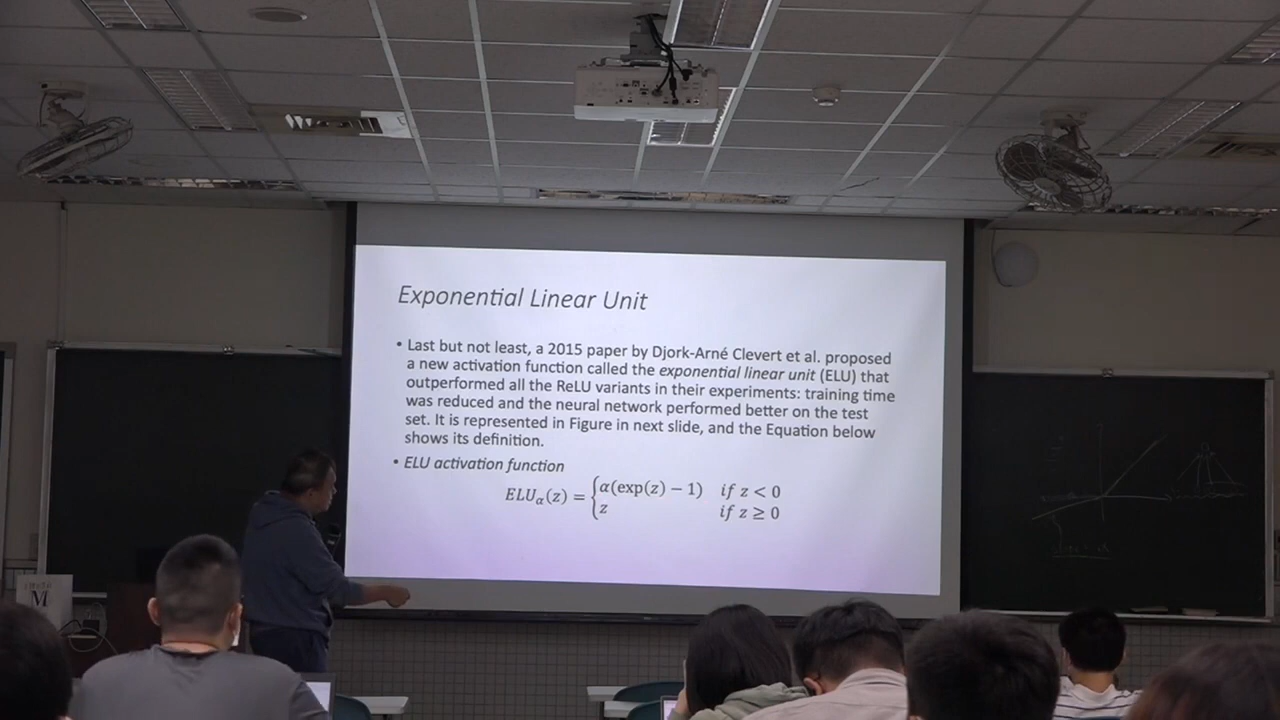 Exponential Linear Unit
• Last but not least, a 2015 paper by Djork-Arné Clevert et al. proposed
a new activation function called the exponential linear unit (ELU) that
outperformed all the ReLU variants in their experiments: training time
was reduced and the neural network performed better on the test
set. It is represented in Figure in next slide, and the Equation below
shows its definition.
• ELU activation function
ELUα(z) = {α(exp(z) − 1) if z < 0
z if z ≥ 0
M